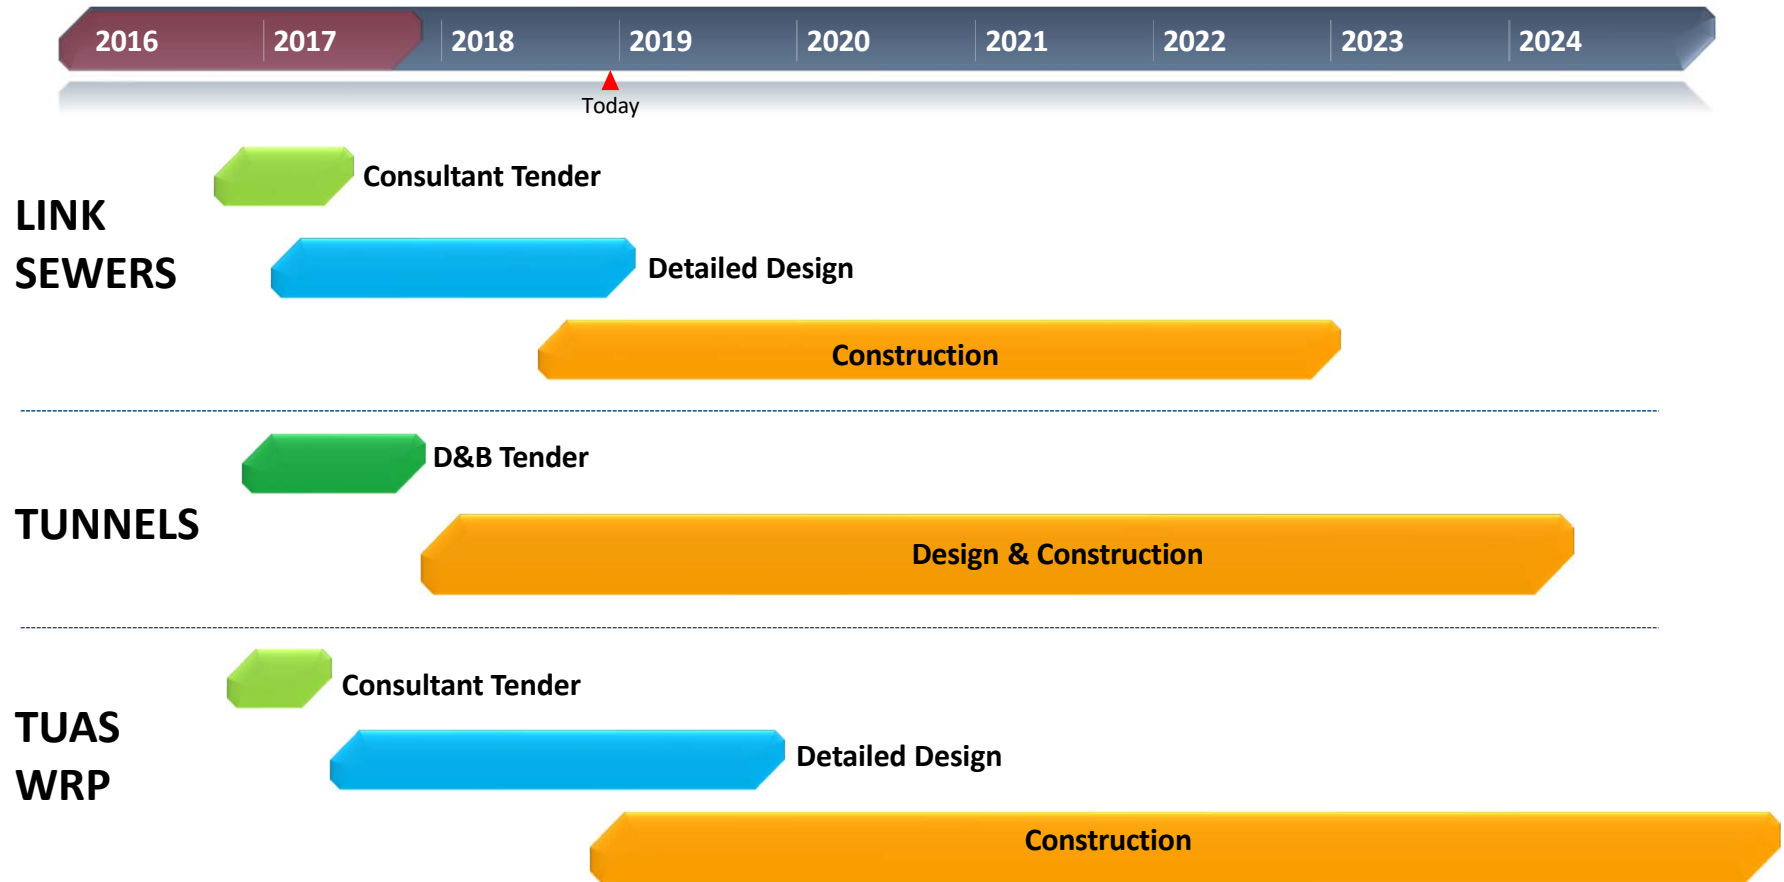 2016 2017 2018 2019 2020 2021 2022 2023 2024
Today
LINK
SEWERS
Consultant Tender
Detailed Design
Construction
TUNNELS
D&B Tender
Design & Construction
TUAS
WRP
Consultant Tender
Detailed Design
Construction